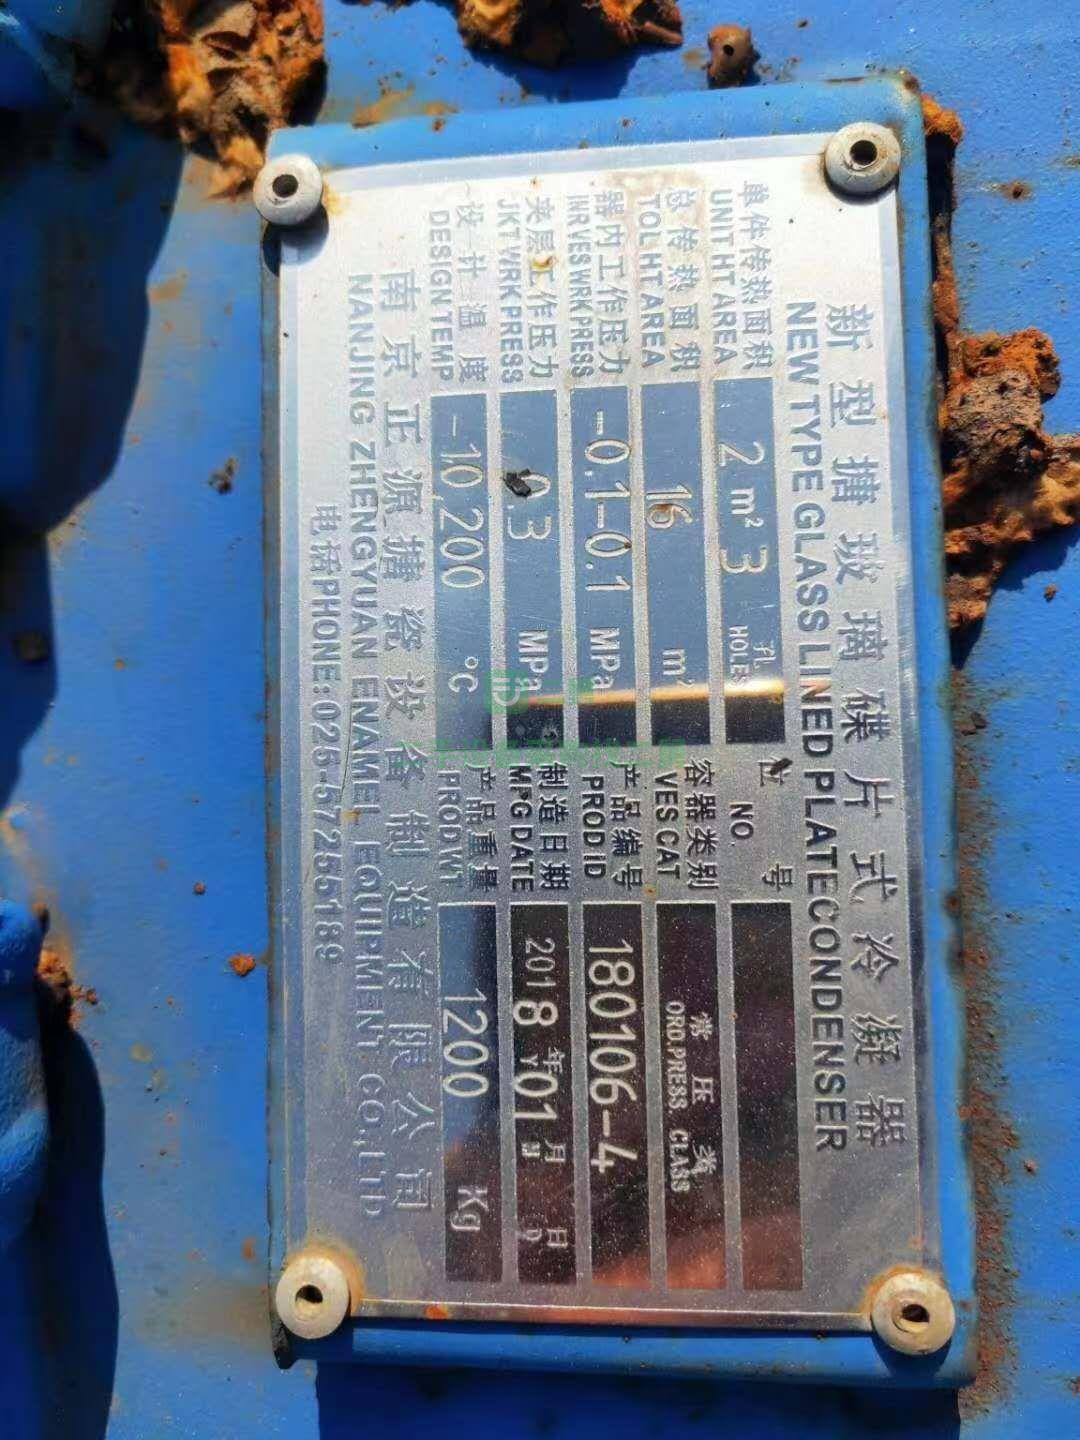 新型搪玻璃碟片式冷凝器
NEW TYPE GLASS LINED PLATECONDENSER
单件传热面积 2 m² 3 孔
UNIT HT AREA HOLES
位号
NO.
总传热面积 16 m²
TOL HT AREA
容器类别 常压类
VES CAT ORD.PRESS. CLASS
器内工作压力 -0.1-0.1 MPa
INR VES WRK PRESS
产品编号 180106-4
PROD ID
夹层工作压力 0.3 MPa
JKT WRK PRESS
制造日期 2018 年 01 月 日
MFG DATE Y M D
设计温度 -10,200 ℃
DESIGN TEMP
产品重量 1200 Kg
PROD WT
南京正源搪瓷设备制造有限公司
NANJING ZHENGYUAN ENAMEL EQUIPMENT CO.,LTD
电话PHONE:025-57255189